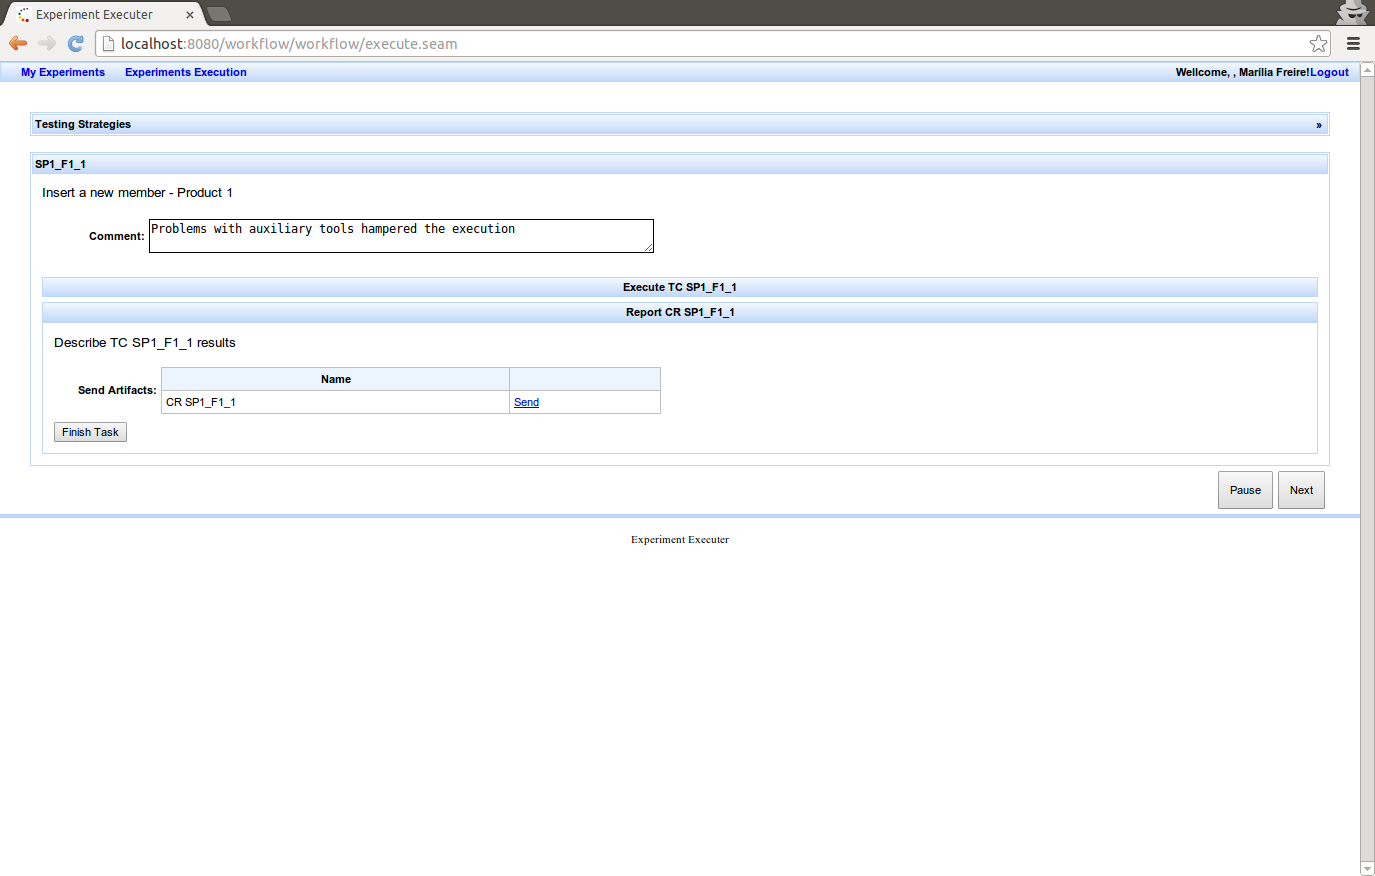 Experiment Executer
localhost:8080/workflow/workflow/execute.seam
My Experiments Experiments Execution Wellcome, , Marília Freire!Logout
Testing Strategies »
SP1_F1_1
Insert a new member - Product 1
Comment: Problems with auxiliary tools hampered the execution
Execute TC SP1_F1_1
Report CR SP1_F1_1
Describe TC SP1_F1_1 results
Name
Send Artifacts:
CR SP1_F1_1 Send
Finish Task
Pause Next
Experiment Executer